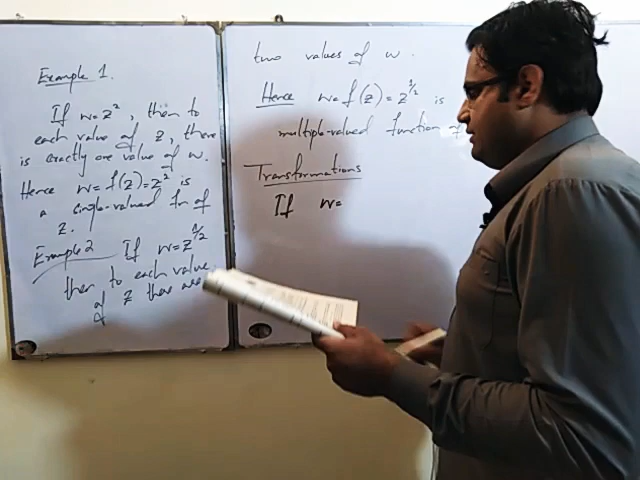 Example 1.
If w=z², then to
each value of z, there
is exactly one value of w.
Hence w=f(z)=z² is
a single-valued fn of
z.
Example 2 If w=z^1/2
then to each value
of z there are
two values of w.
Hence w=f(z)=z^1/2 is
multiple-valued function of
Transformations
If w=